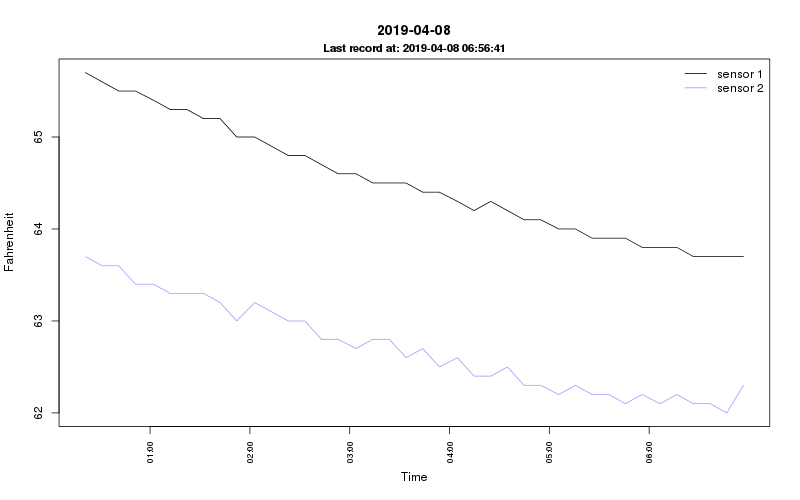 2019-04-08
Last record at: 2019-04-08 06:56:41
sensor 1
sensor 2
Fahrenheit
65
64
63
62
01:00
02:00
03:00
04:00
05:00
06:00
Time